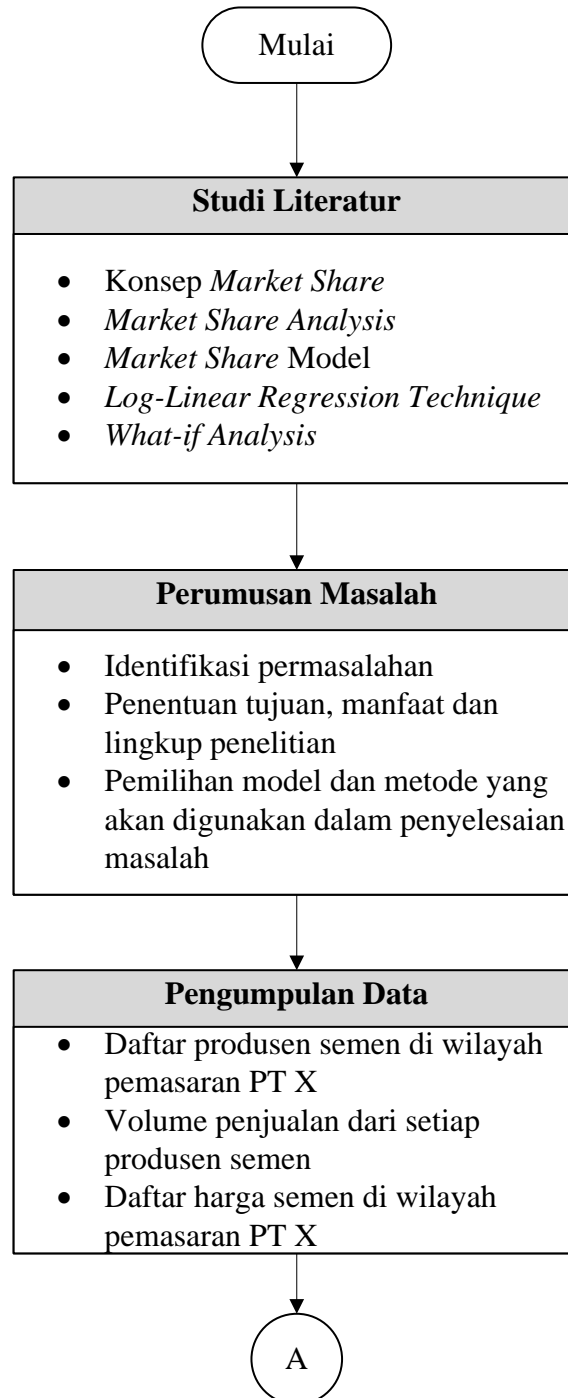 Mulai
Studi Literatur
• Konsep Market Share
• Market Share Analysis
• Market Share Model
• Log-Linear Regression Technique
• What-if Analysis
Perumusan Masalah
• Identifikasi permasalahan
• Penentuan tujuan, manfaat dan
lingkup penelitian
• Pemilihan model dan metode yang
akan digunakan dalam penyelesaian
masalah
Pengumpulan Data
• Daftar produsen semen di wilayah
pemasaran PT X
• Volume penjualan dari setiap
produsen semen
• Daftar harga semen di wilayah
pemasaran PT X
A